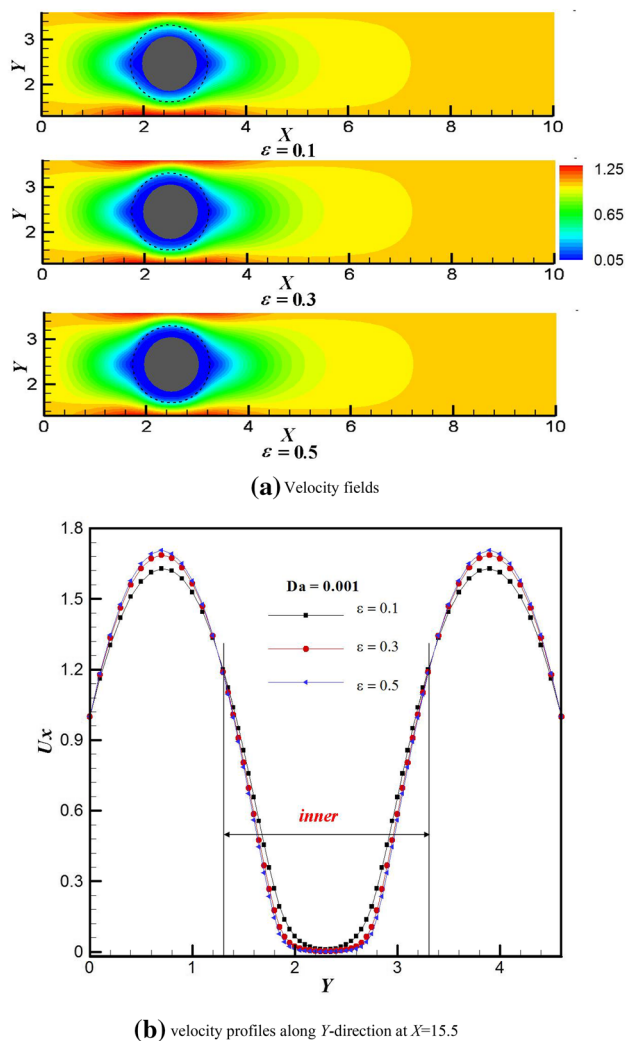 3
Y
2
0 2 4 6 8 10
X
ε = 0.1
3
Y
2
0 2 4 6 8 10
X
ε = 0.3
1.25
0.65
0.05
3
Y
2
0 2 4 6 8 10
X
ε = 0.5
(a) Velocity fields
1.8
1.5
1.2
0.9
0.6
0.3
0
Ux
Da = 0.001
ε = 0.1
ε = 0.3
ε = 0.5
inner
0 1 2 3 4
Y
(b) velocity profiles along Y-direction at X=15.5